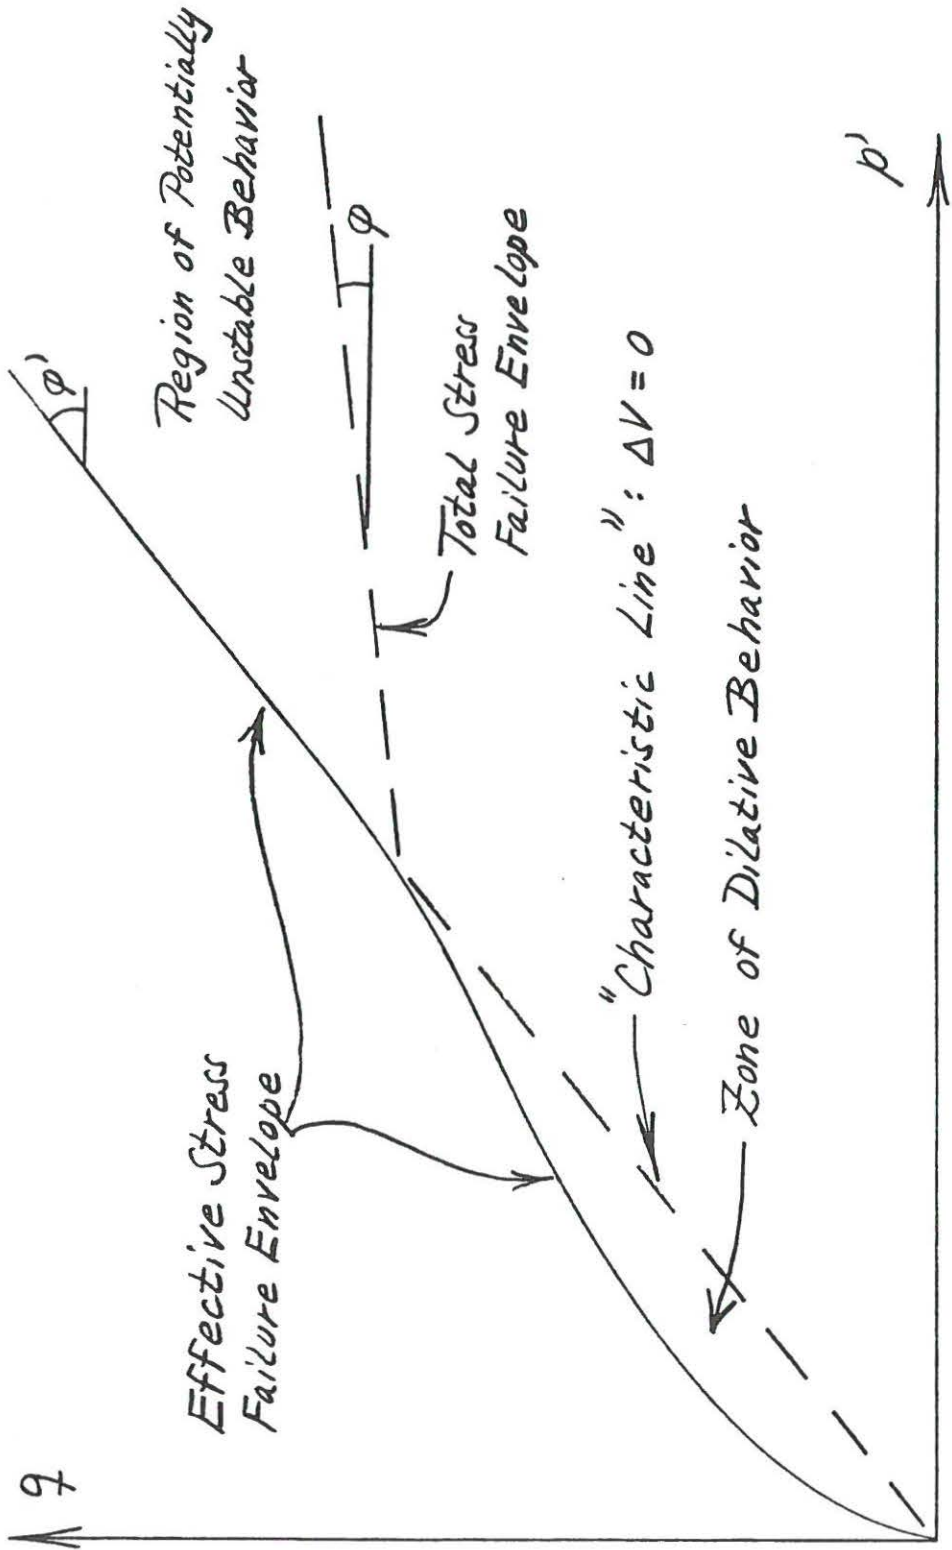 q
Region of Potentially
Unstable Behavior
φ'
φ
Effective Stress
Failure Envelope
Total Stress
Failure Envelope
"Characteristic Line": ΔV = 0
Zone of Dilative Behavior
p'